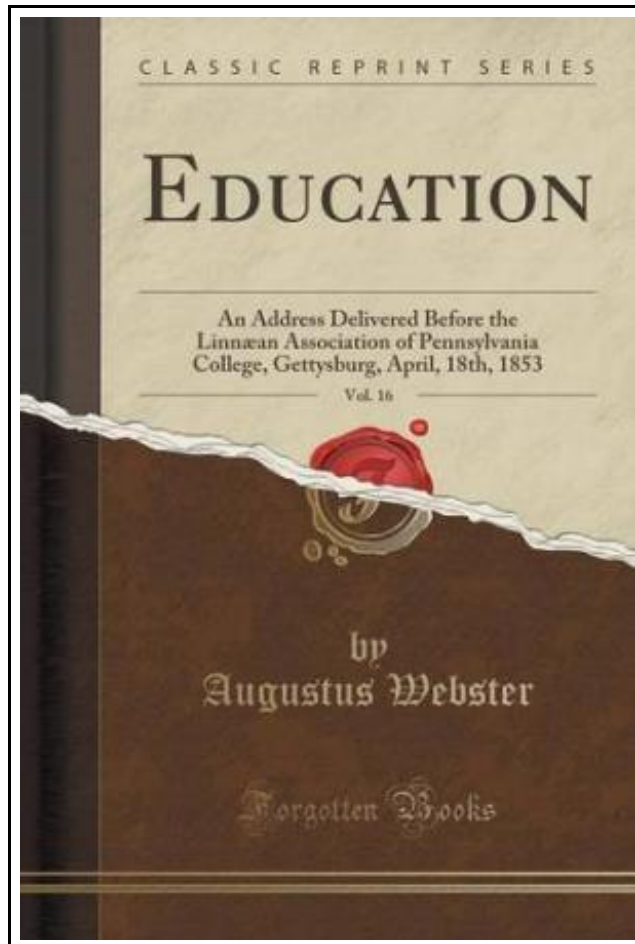 CLASSIC REPRINT SERIES
EDUCATION
An Address Delivered Before the
Linnæan Association of Pennsylvania
College, Gettysburg, April, 18th, 1853
Vol. 16
by
Augustus Webster
Forgotten Books